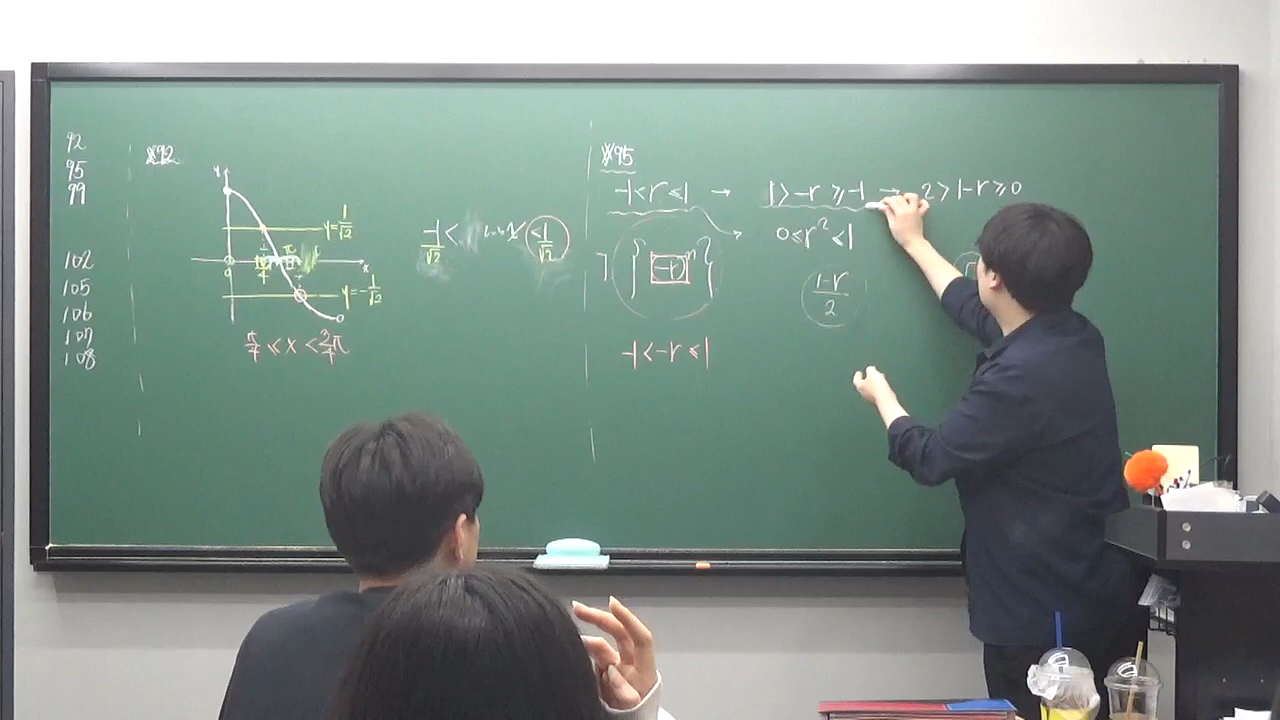 92
95
99
102
105
106
107
108
※92
y
y=1/√2
π/4
x
y=-1/√2
π/4 ≤ x < 3/4π
-1/√2 <
x < 1/√2
※95
-1<r≤1 → 1>-r≥-1 → 2>1-r≥0
0≤r²≤1
ㄱ {(-r)ⁿ}
1-r/2
-1<-r≤1